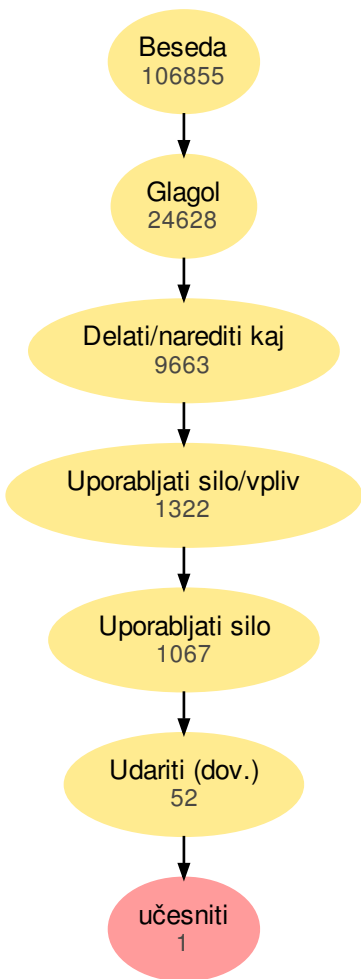 Beseda
106855
Glagol
24628
Delati/narediti kaj
9663
Uporabljati silo/vpliv
1322
Uporabljati silo
1067
Udariti (dov.)
52
učesniti
1